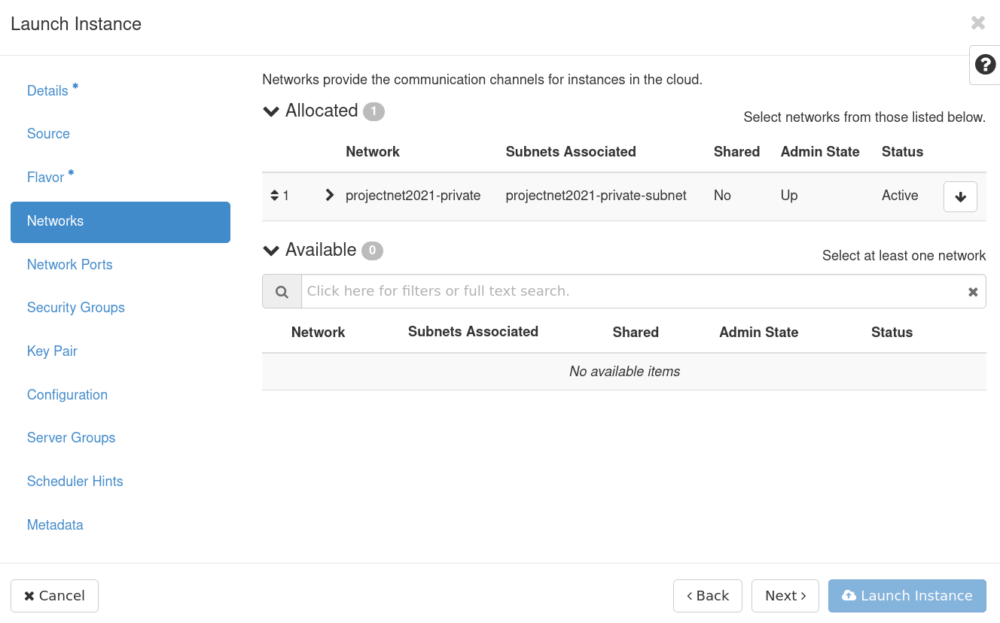 Launch Instance
Details *
Source
Flavor *
Networks
Network Ports
Security Groups
Key Pair
Configuration
Server Groups
Scheduler Hints
Metadata
Networks provide the communication channels for instances in the cloud.
Allocated 1
Select networks from those listed below.
Network Subnets Associated Shared Admin State Status
1 projectnet2021-private projectnet2021-private-subnet No Up Active
Available 0
Select at least one network
Click here for filters or full text search.
Network Subnets Associated Shared Admin State Status
No available items
Cancel
Back
Next
Launch Instance